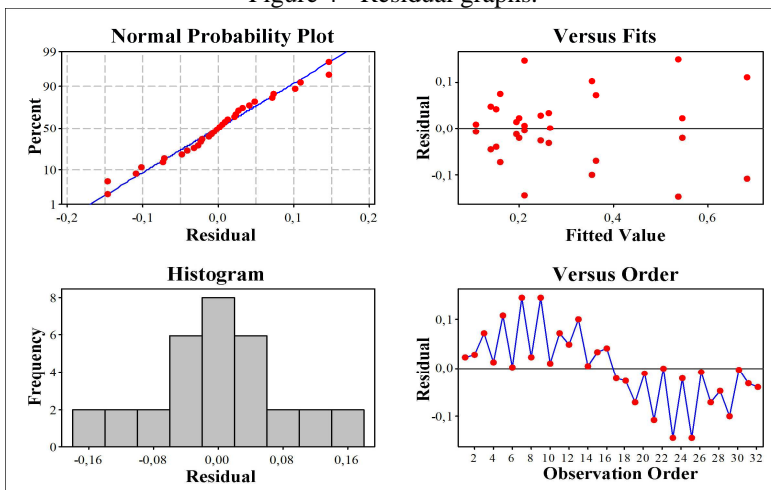 Figure 4 - Residual graphs.
Normal Probability Plot
99
90
50
10
1
Percent
-0,2 -0,1 0,0 0,1 0,2
Residual
Versus Fits
0,1
0,0
-0,1
Residual
0,2 0,4 0,6
Fitted Value
Histogram
8
6
4
2
0
Frequency
-0,16 -0,08 0,00 0,08 0,16
Residual
Versus Order
0,1
0,0
-0,1
Residual
2 4 6 8 10 12 14 16 18 20 22 24 26 28 30 32
Observation Order